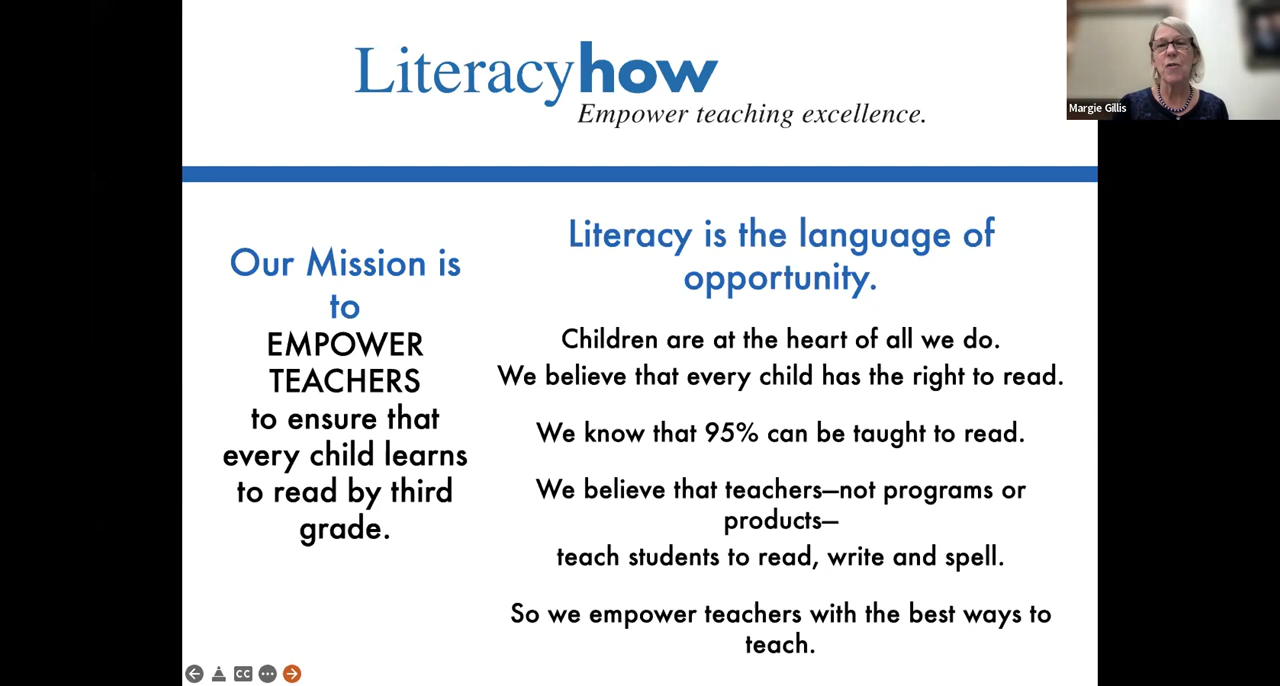 Literacyhow
Empower teaching excellence.
Margie Gillis
Our Mission is
to
EMPOWER
TEACHERS
to ensure that
every child learns
to read by third
grade.
Literacy is the language of
opportunity.
Children are at the heart of all we do.
We believe that every child has the right to read.
We know that 95% can be taught to read.
We believe that teachers—not programs or
products—
teach students to read, write and spell.
So we empower teachers with the best ways to
teach.
CC